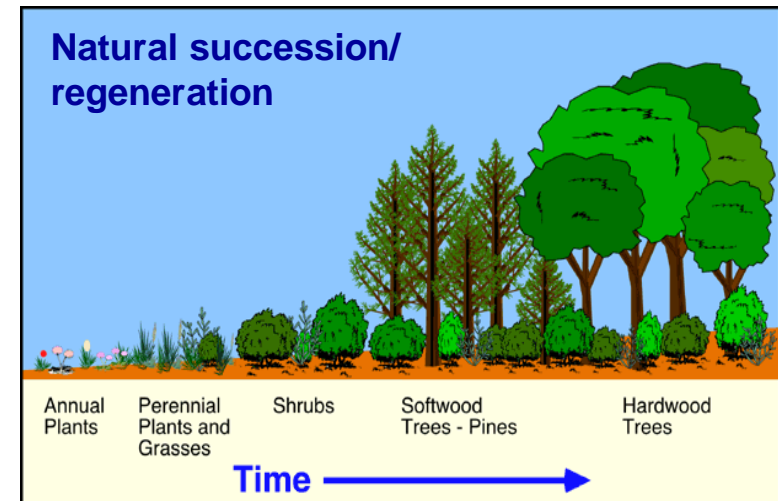 Natural succession/
regeneration
Annual
Plants
Perennial
Plants and
Grasses
Shrubs
Softwood
Trees - Pines
Hardwood
Trees
Time